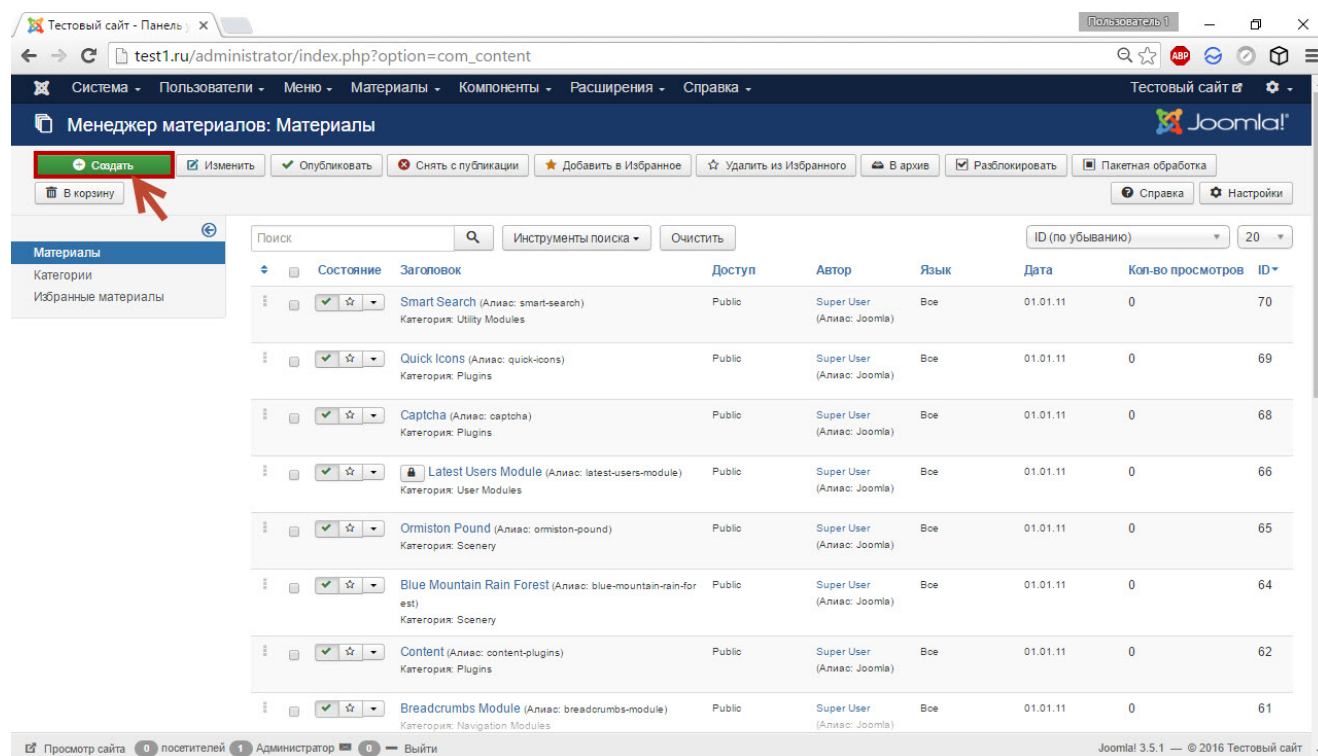 Тестовый сайт - Панель у
Пользователь 1
test1.ru/administrator/index.php?option=com_content
ABP
Система Пользователи Меню Материалы Компоненты Расширения Справка Тестовый сайт
Менеджер материалов: Материалы Joomla!
Создать Изменить Опубликовать Снять с публикации Добавить в Избранное Удалить из Избранного В архив Разблокировать Пакетная обработка
В корзину Справка Настройки
Поиск Инструменты поиска Очистить ID (по убыванию) 20
Материалы
Категории
Избранные материалы
Состояние Заголовок Доступ Автор Язык Дата Кол-во просмотров ID
Smart Search (Алиас: smart-search) Public Super User Все 01.01.11 0 70
Категория: Utility Modules (Алиас: Joomla)
Quick Icons (Алиас: quick-icons) Public Super User Все 01.01.11 0 69
Категория: Plugins (Алиас: Joomla)
Captcha (Алиас: captcha) Public Super User Все 01.01.11 0 68
Категория: Plugins (Алиас: Joomla)
Latest Users Module (Алиас: latest-users-module) Public Super User Все 01.01.11 0 66
Категория: User Modules (Алиас: Joomla)
Ormiston Pound (Алиас: ormiston-pound) Public Super User Все 01.01.11 0 65
Категория: Scenery (Алиас: Joomla)
Blue Mountain Rain Forest (Алиас: blue-mountain-rain-for Public Super User Все 01.01.11 0 64
est) (Алиас: Joomla)
Категория: Scenery
Content (Алиас: content-plugins) Public Super User Все 01.01.11 0 62
Категория: Plugins (Алиас: Joomla)
Breadcrumbs Module (Алиас: breadcrumbs-module) Public Super User Все 01.01.11 0 61
Категория: Navigation Modules (Алиас: Joomla)
Просмотр сайта 0 посетителей 1 Администратор 0 Выйти Joomla! 3.5.1 — © 2016 Тестовый сайт